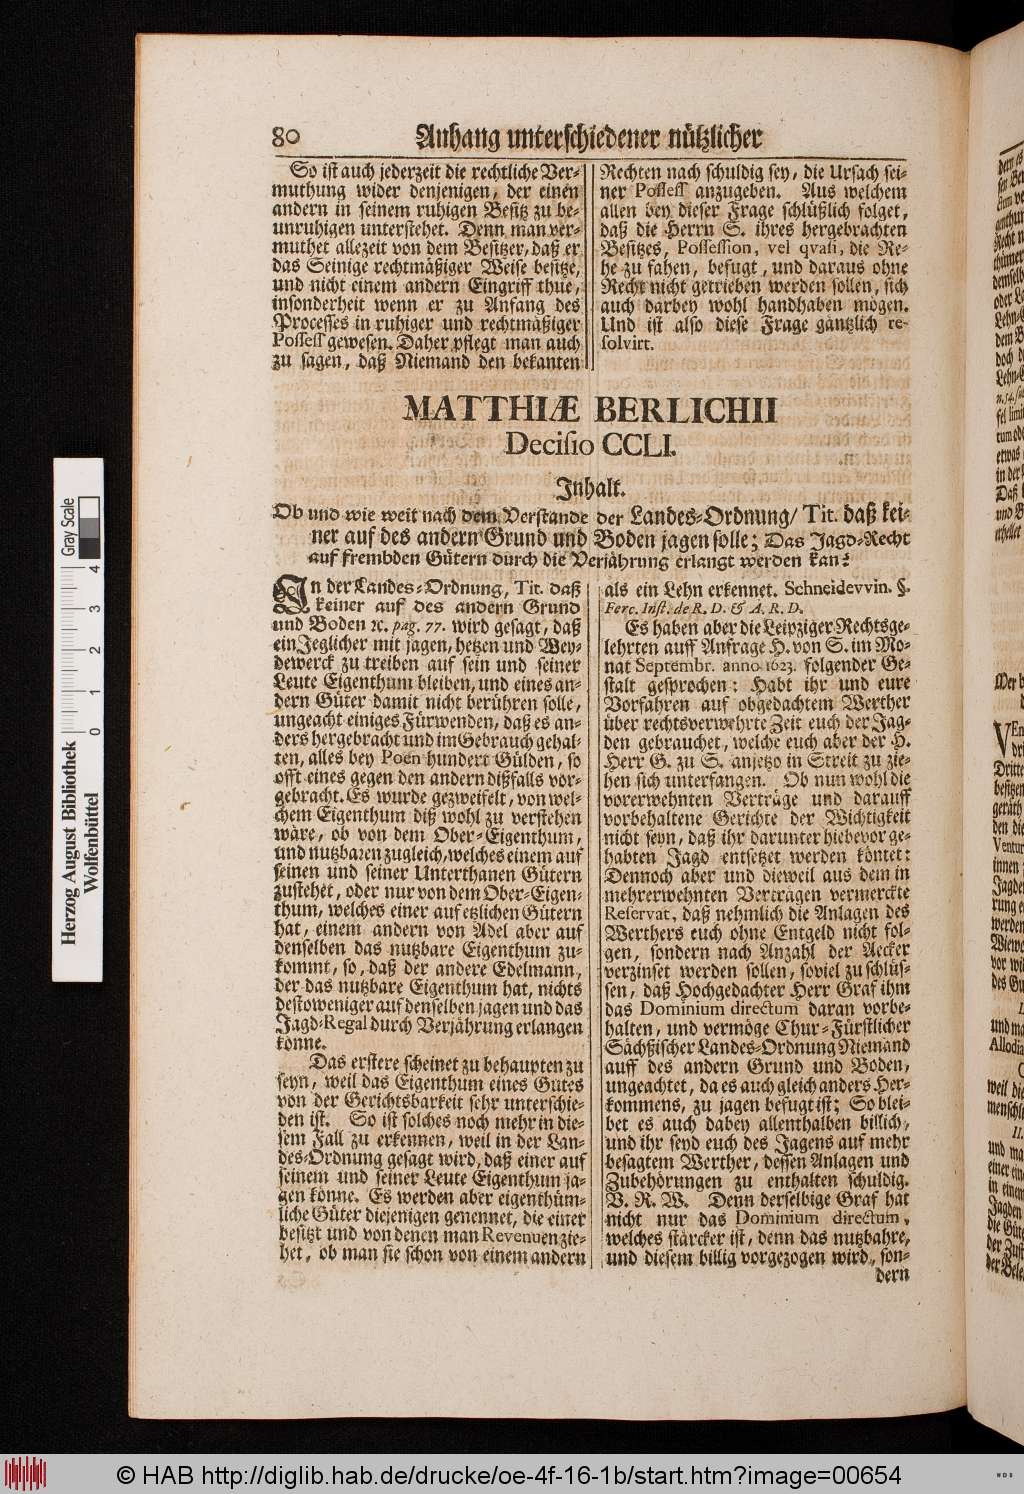 80 Anhang unterschiedener nützlicher
So ist auch jederzeit die rechtliche Ver-
muthung wider denjenigen, der einen
andern in seinem ruhigen Besitz zu be-
unruhigen unterstehet. Denn man ver-
muthet allezeit von dem Besitzer, daß er
das Seinige rechtmäßiger Weise besitze,
und nicht einem andern Eingriff thue,
insonderheit wenn er zu Anfang des
Processes in ruhiger und rechtmäßiger
Possess gewesen. Daher pflegt man auch
zu sagen, daß Niemand den bekanten
Rechten nach schuldig sey, die Ursach sei-
ner Possess anzugeben. Aus welchem
allen bey dieser Frage schlüßlich folget,
daß die Herrn S. ihres hergebrachten
Besitzes, Possession, vel qvasi, die Re-
he zu fahen, befugt, und daraus ohne
Recht nicht getrieben werden sollen, sich
auch darbey wohl handhaben mögen.
Und ist also diese Frage gäntzlich re-
solvirt.
MATTHIÆ BERLICHII
Decisio CCLI.
Inhalt.
Ob und wie weit nach dem Verstande der Landes-Ordnung/ Tit. daß kei-
ner auf des andern Grund und Boden jagen solle; Das Jagd-Recht
auf frembden Gütern durch die Verjährung erlangt werden kan?
In der Landes-Ordnung, Tit. daß
keiner auf des andern Grund
und Boden ꝛc. pag. 77. wird gesagt, daß
ein Jeglicher mit jagen, hetzen und Wey-
dewerck zu treiben auf sein und seiner
Leute Eigenthum bleiben, und eines an-
dern Güter damit nicht berühren solle,
ungeacht einiges Fürwenden, daß es an-
ders hergebracht und im Gebrauch gehal-
ten, alles bey Poen hundert Gülden, so
offt eines gegen den andern dißfalls vor-
gebracht. Es wurde gezweifelt, von wel-
chem Eigenthum diß wohl zu verstehen
wäre, ob von dem Ober-Eigenthum,
und nutzbaren zugleich, welches einem auf
seinen und seiner Unterthanen Gütern
zustehet, oder nur von dem Ober-Eigen-
thum, welches einer auf etzlichen Gütern
hat, einem andern von Adel aber auf
denselben das nutzbare Eigenthum zu-
kommt, so, daß der andere Edelmann,
der das nutzbare Eigenthum hat, nichts
destoweniger auf denselben jagen und das
Jagd-Regal durch Verjährung erlangen
könne.
Das erstere scheinet zu behaupten zu
seyn, weil das Eigenthum eines Gutes
von der Gerichtsbarkeit sehr unterschie-
den ist. So ist solches noch mehr in die-
sem Fall zu erkennen, weil in der Lan-
des-Ordnung gesagt wird, daß einer auf
seinem und seiner Leute Eigenthum ja-
gen könne. Es werden aber eigenthüm-
liche Güter diejenigen genennet, die einer
besitzt und von denen man Revenuen zie-
het, ob man sie schon von einem andern
als ein Lehn erkennet. Schneidevvin. §.
Ferc. Inst. de R. D. & A. R. D.
Es haben aber die Leipziger Rechtsge-
lehrten auff Anfrage H. von S. im Mo-
nat Septembr. anno 1623. folgender Ge-
stalt gesprochen: Habt ihr und eure
Vorfahren auf obgedachtem Werther
über rechtsverwehrte Zeit euch der Jag-
den gebrauchet, welche euch aber der H.
Herr G. zu S. anjetzo in Streit zu zie-
hen sich unterfangen. Ob nun wohl die
vorerwehnten Verträge und darauff
vorbehaltene Gerichte der Wichtigkeit
nicht seyn, daß ihr darunter hiebevor ge-
habten Jagd entsetzet werden köntet:
Dennoch aber und dieweil aus dem in
mehrerwehnten Verträgen vermerckte
Reservat, daß nehmlich die Anlagen des
Werthers euch ohne Entgeld nicht fol-
gen, sondern nach Anzahl der Aecker
verzinset werden sollen, soviel zu schlüs-
sen, daß Hochgedachter Herr Graf ihm
das Dominium directum daran vorbe-
halten, und vermöge Chur-Fürstlicher
Sächsischer Landes-Ordnung Niemand
auff des andern Grund und Boden,
ungeachtet, da es auch gleich anders Her-
kommens, zu jagen befugt ist; So blei-
bet es auch dabey allenthalben billich,
und ihr seyd euch des Jagens auf mehr
besagtem Werther, dessen Anlagen und
Zubehörungen zu enthalten schuldig.
V. R. W. Denn derselbige Graf hat
nicht nur das Dominium directum,
welches stärcker ist, denn das nutzbahre,
und diesem billig vorgezogen wird, son-
dern
Gray Scale
0 1 2 3 4
Herzog August Bibliothek
Wolfenbüttel
© HAB http://diglib.hab.de/drucke/oe-4f-16-1b/start.htm?image=00654